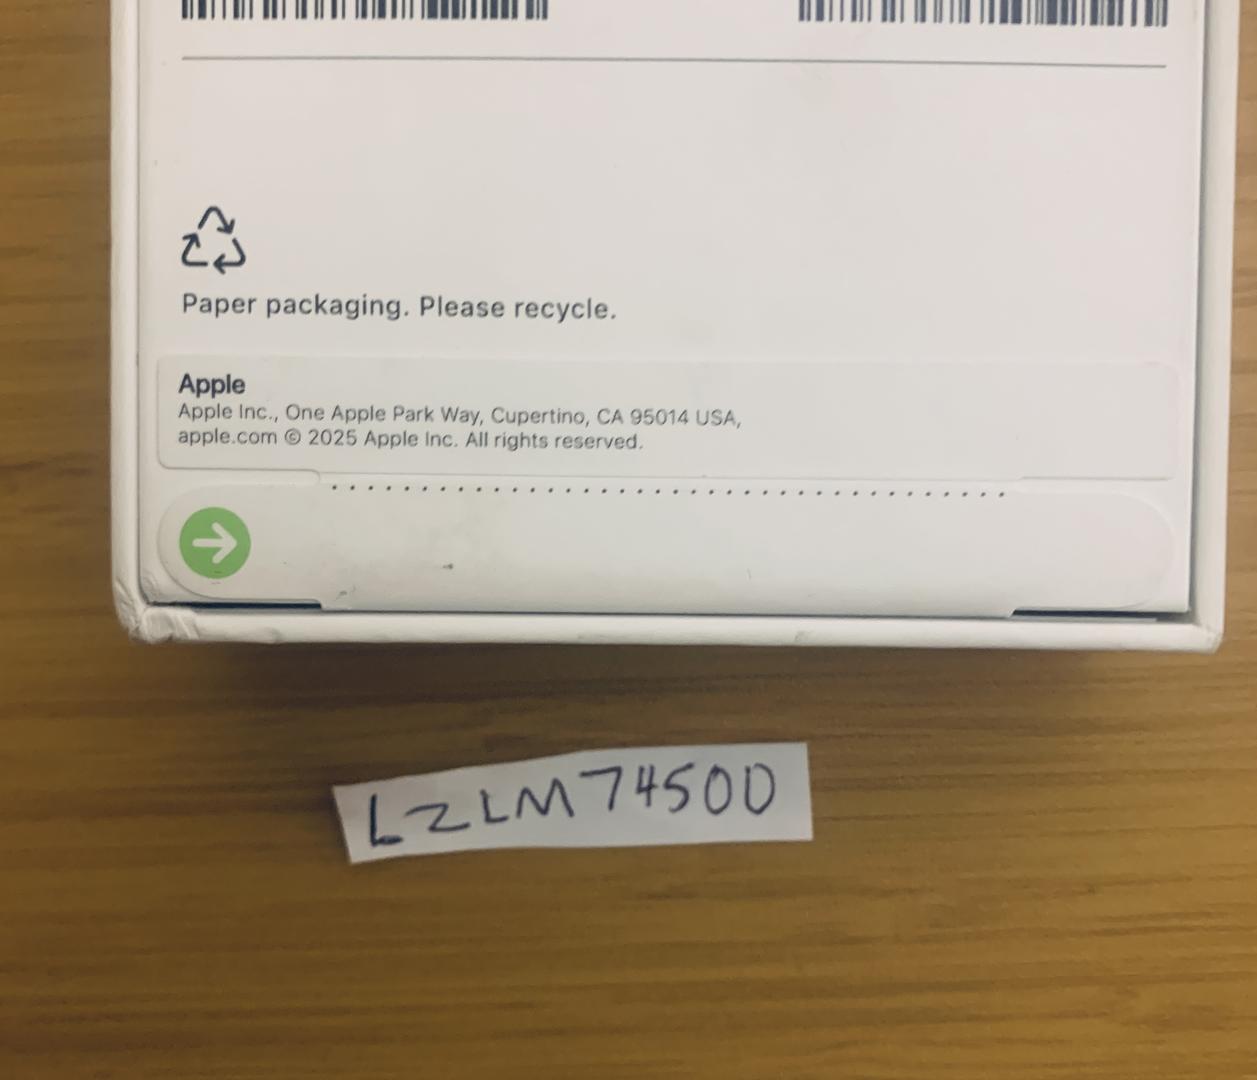 Paper packaging. Please recycle.
Apple
Apple Inc., One Apple Park Way, Cupertino, CA 95014 USA,
apple.com © 2025 Apple Inc. All rights reserved.
LZLM74500